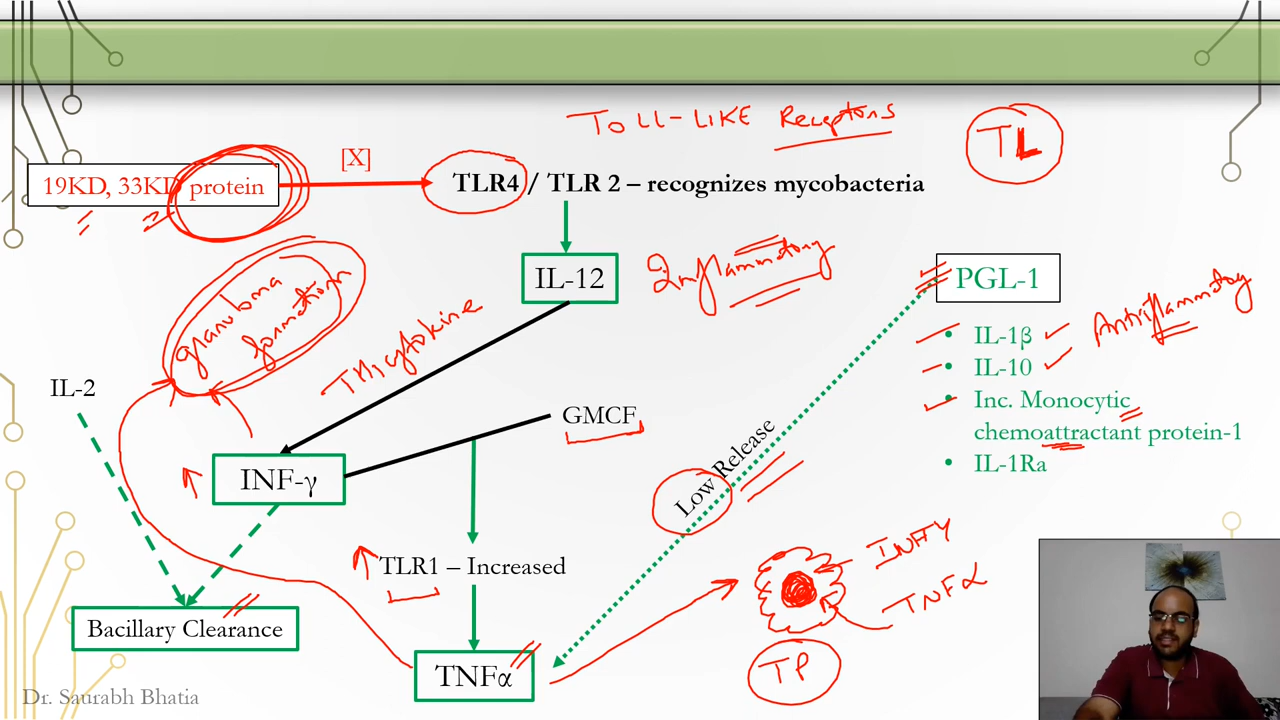 TOLL-LIKE Receptors
TL
[X]
19KD, 33KD protein
TLR4 / TLR 2 – recognizes mycobacteria
IL-12
Inflammatory
PGL-1
Antiinflammatory
• IL-1β
• IL-10
• Inc. Monocytic
chemoattractant protein-1
• IL-1Ra
granuloma
formation
TH1 cytokine
IL-2
GMCF
INF-γ
Low Release
TLR1 – Increased
INFγ
TNFα
Bacillary Clearance
TNFα
TP
Dr. Saurabh Bhatia